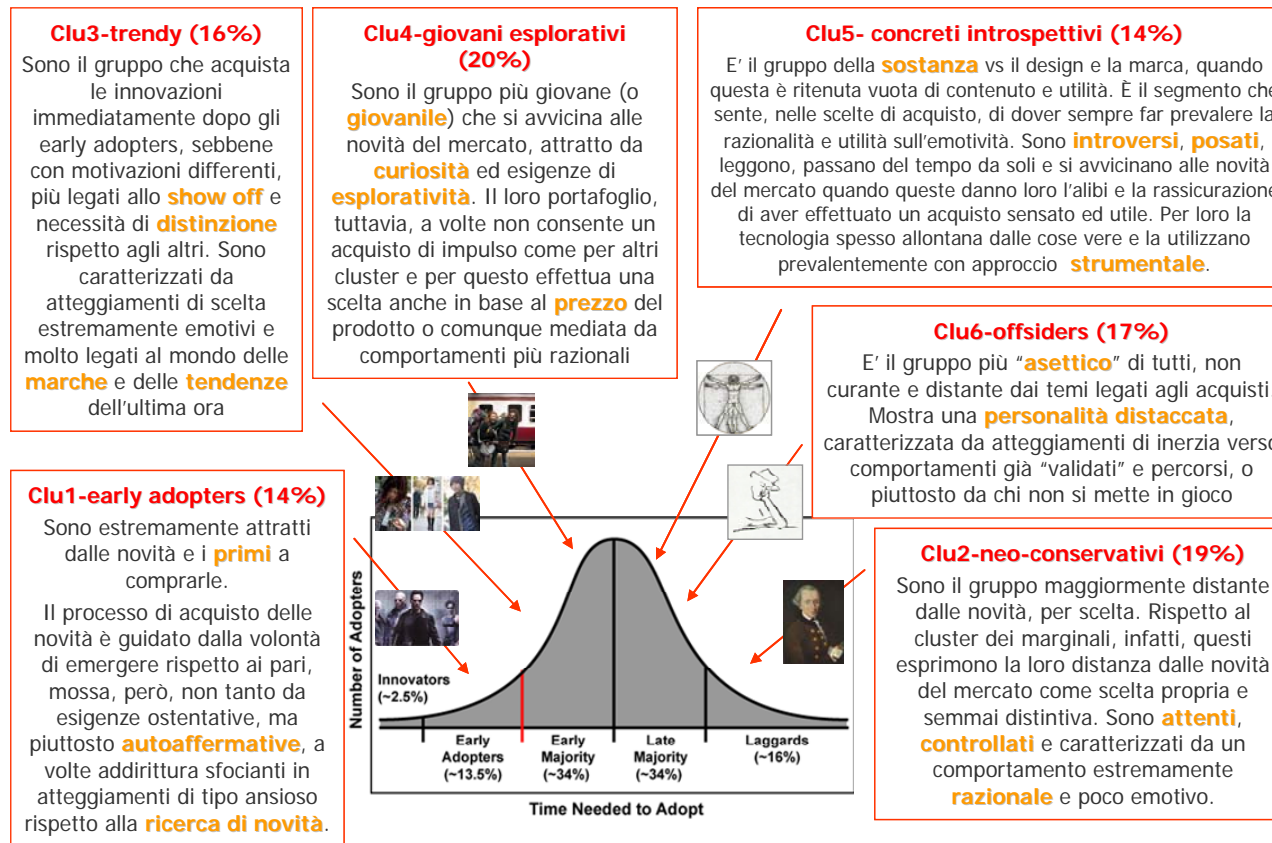 Clu3-trendy (16%)
Sono il gruppo che acquista
le innovazioni
immediatamente dopo gli
early adopters, sebbene
con motivazioni differenti,
più legati allo show off e
necessità di distinzione
rispetto agli altri. Sono
caratterizzati da
atteggiamenti di scelta
estremamente emotivi e
molto legati al mondo delle
marche e delle tendenze
dell'ultima ora
Clu4-giovani esplorativi
(20%)
Sono il gruppo più giovane (o
giovanile) che si avvicina alle
novità del mercato, attratto da
curiosità ed esigenze di
esploratività. Il loro portafoglio,
tuttavia, a volte non consente un
acquisto di impulso come per altri
cluster e per questo effettua una
scelta anche in base al prezzo del
prodotto o comunque mediata da
comportamenti più razionali
Clu5- concreti introspettivi (14%)
E' il gruppo della sostanza vs il design e la marca, quando
questa è ritenuta vuota di contenuto e utilità. È il segmento che
sente, nelle scelte di acquisto, di dover sempre far prevalere la
razionalità e utilità sull'emotività. Sono introversi, posati,
leggono, passano del tempo da soli e si avvicinano alle novità
del mercato quando queste danno loro l'alibi e la rassicurazione
di aver effettuato un acquisto sensato ed utile. Per loro la
tecnologia spesso allontana dalle cose vere e la utilizzano
prevalentemente con approccio strumentale.
Clu6-offsiders (17%)
E' il gruppo più "asettico" di tutti, non
curante e distante dai temi legati agli acquisti.
Mostra una personalità distaccata,
caratterizzata da atteggiamenti di inerzia verso
comportamenti già "validati" e percorsi, o
piuttosto da chi non si mette in gioco
Clu1-early adopters (14%)
Sono estremamente attratti
dalle novità e i primi a
comprarle.
Il processo di acquisto delle
novità è guidato dalla volontà
di emergere rispetto ai pari,
mossa, però, non tanto da
esigenze ostentative, ma
piuttosto autoaffermative, a
volte addirittura sfocianti in
atteggiamenti di tipo ansioso
rispetto alla ricerca di novità.
Clu2-neo-conservativi (19%)
Sono il gruppo maggiormente distante
dalle novità, per scelta. Rispetto al
cluster dei marginali, infatti, questi
esprimono la loro distanza dalle novità
del mercato come scelta propria e
semmai distintiva. Sono attenti,
controllati e caratterizzati da un
comportamento estremamente
razionale e poco emotivo.
Number of Adopters
Innovators
(~2.5%)
Early
Adopters
(~13.5%)
Early
Majority
(~34%)
Late
Majority
(~34%)
Laggards
(~16%)
Time Needed to Adopt